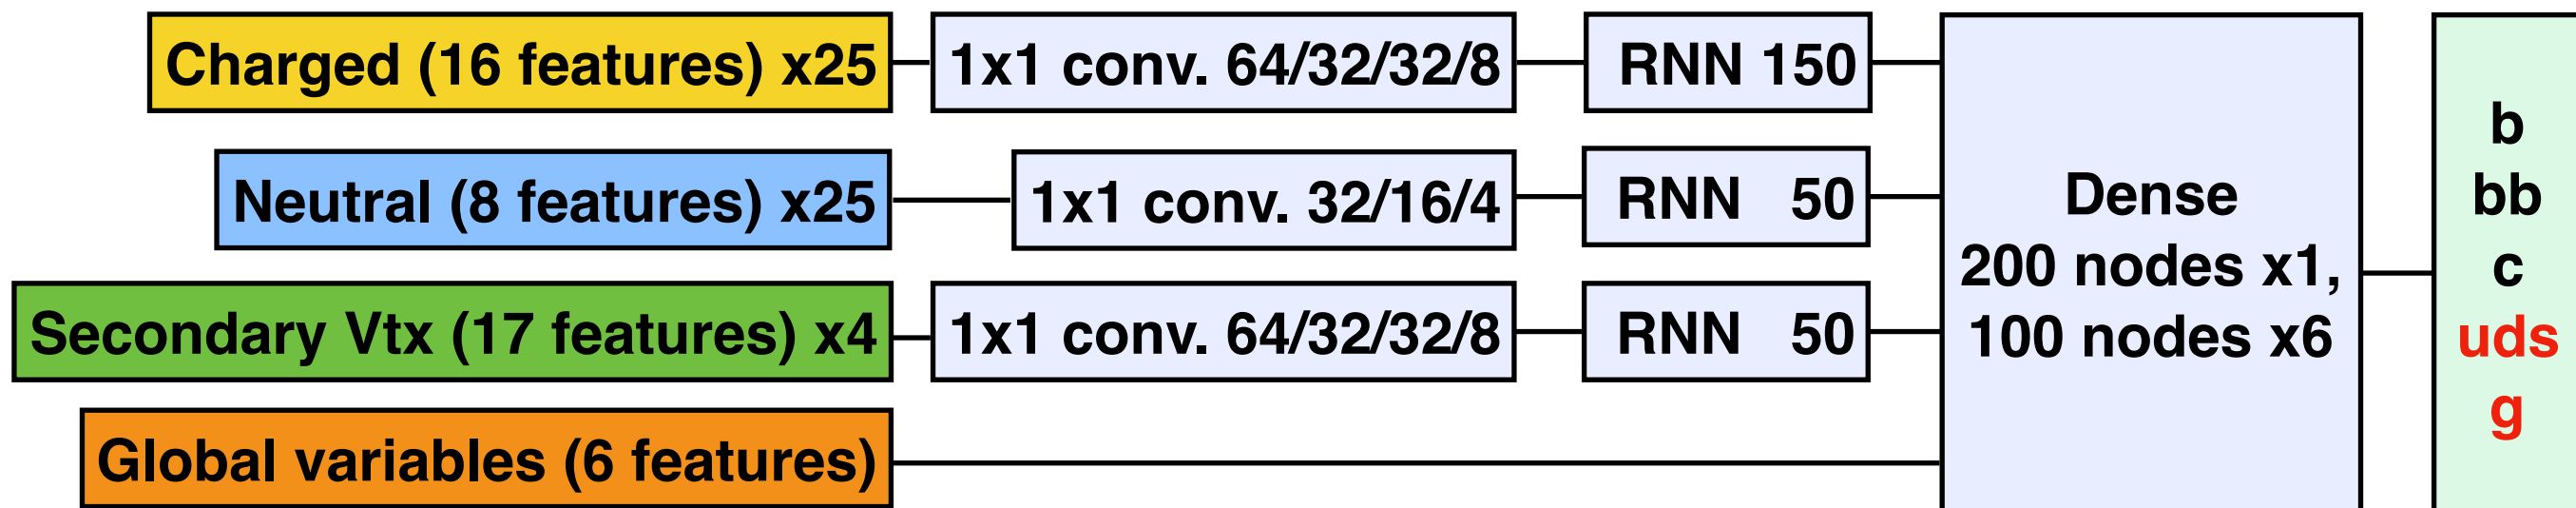 Charged (16 features) x25
1x1 conv. 64/32/32/8
RNN 150
Neutral (8 features) x25
1x1 conv. 32/16/4
RNN 50
Secondary Vtx (17 features) x4
1x1 conv. 64/32/32/8
RNN 50
Global variables (6 features)
Dense
200 nodes x1,
100 nodes x6
b
bb
c
uds
g